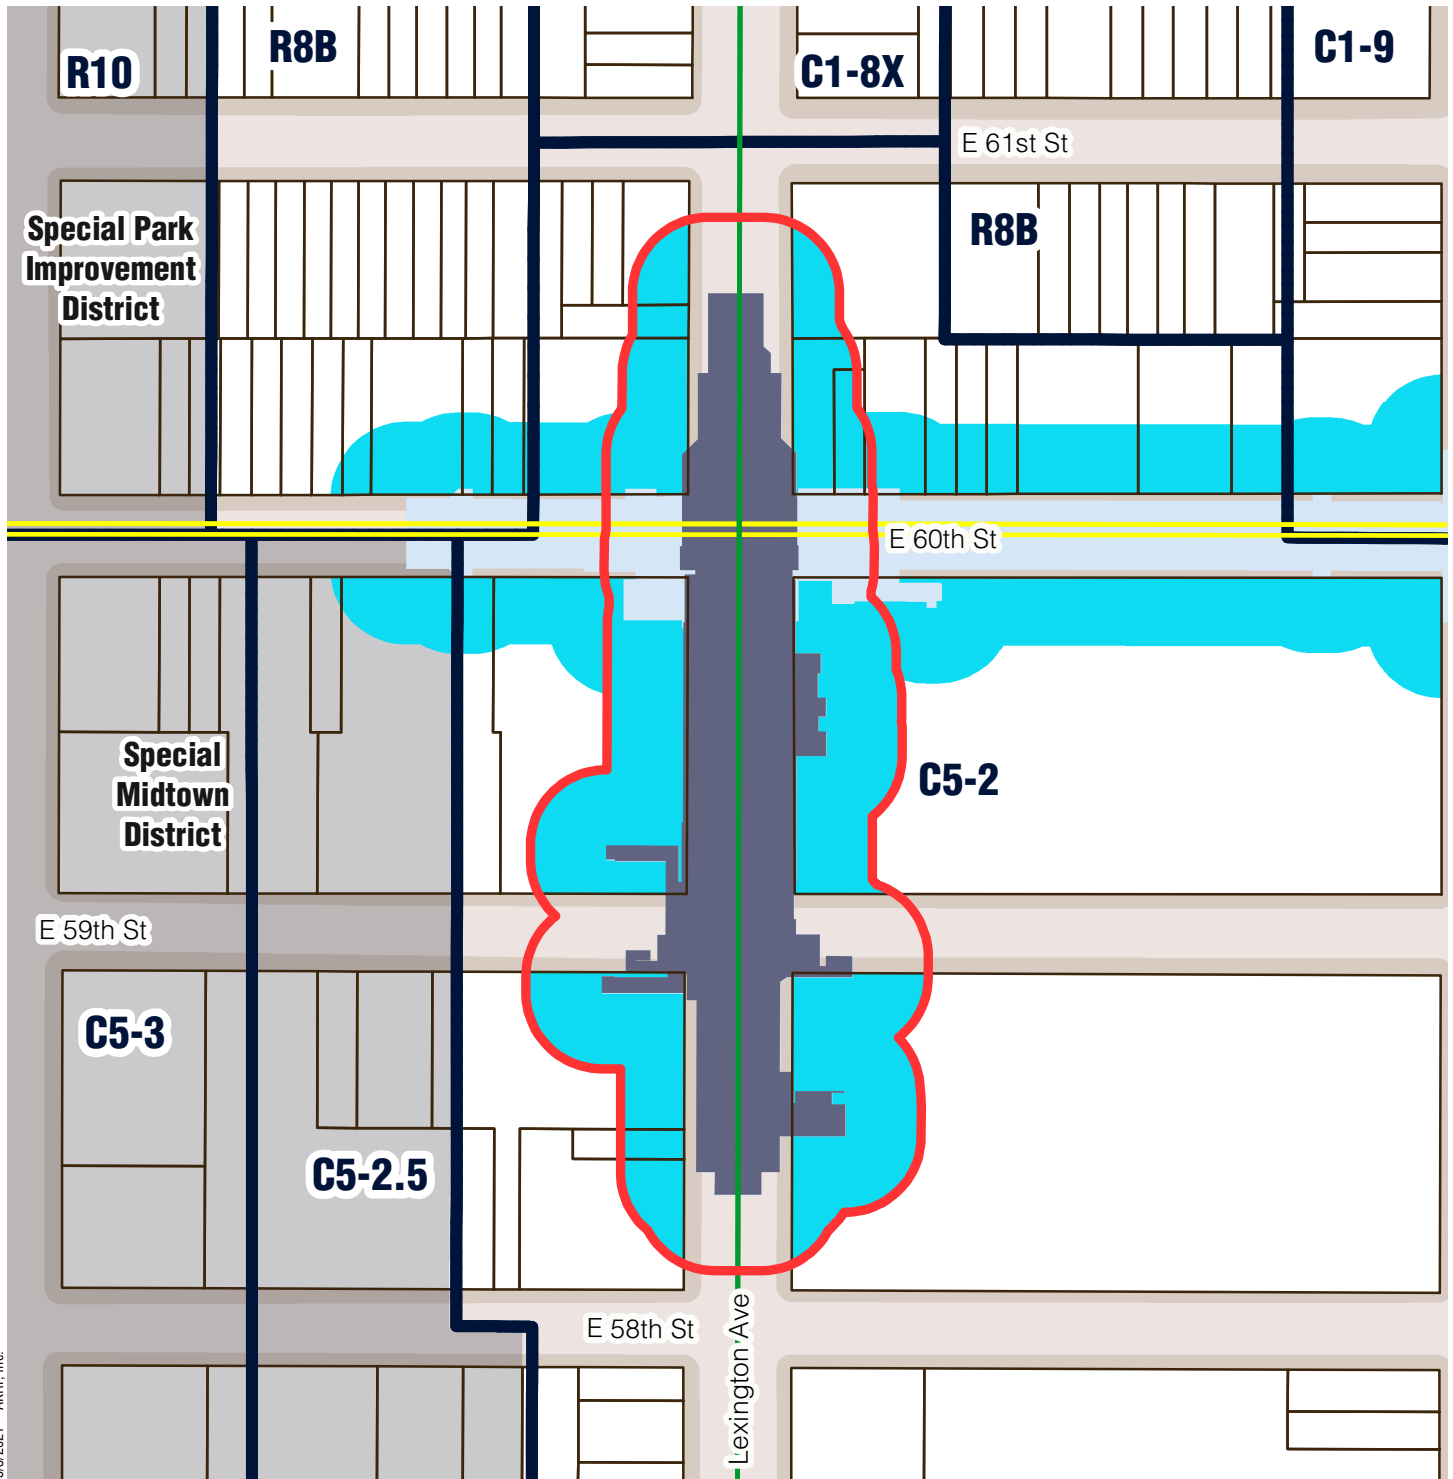 R10
R8B
C1-8X
C1-9
E 61st St
Special Park
Improvement
District
R8B
E 60th St
Special
Midtown
District
C5-2
E 59th St
C5-3
C5-2.5
E 58th St
Lexington Ave